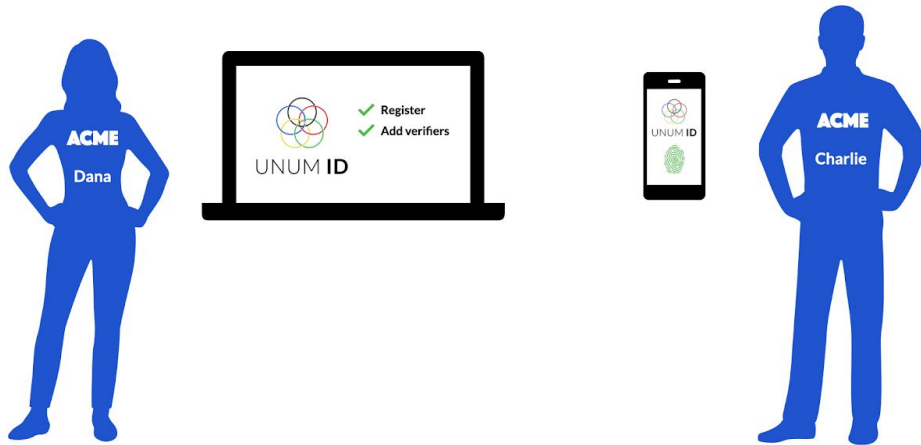 ACME
Dana
UNUM ID
Register
Add verifiers
UNUM ID
ACME
Charlie